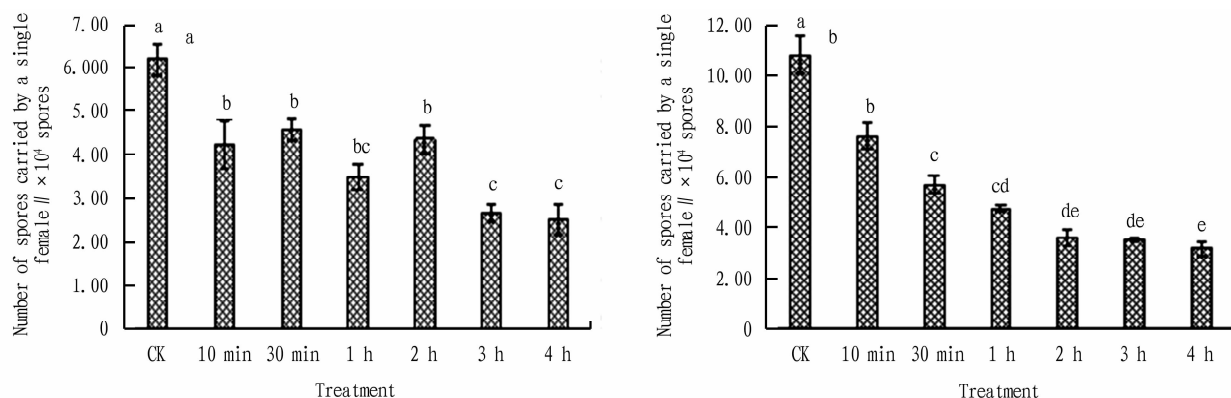 Number of spores carried by a single
female // ×10⁴ spores
7.00
6.000
5.00
4.00
3.00
2.00
1.00
0
a
a
b
b
bc
b
c
c
CK 10 min 30 min 1 h 2 h 3 h 4 h
Treatment
Number of spores carried by a single
female // ×10⁴ spores
12.00
10.00
8.00
6.00
4.00
2.00
0
a
b
b
c
cd
de
de
e
CK 10 min 30 min 1 h 2 h 3 h 4 h
Treatment